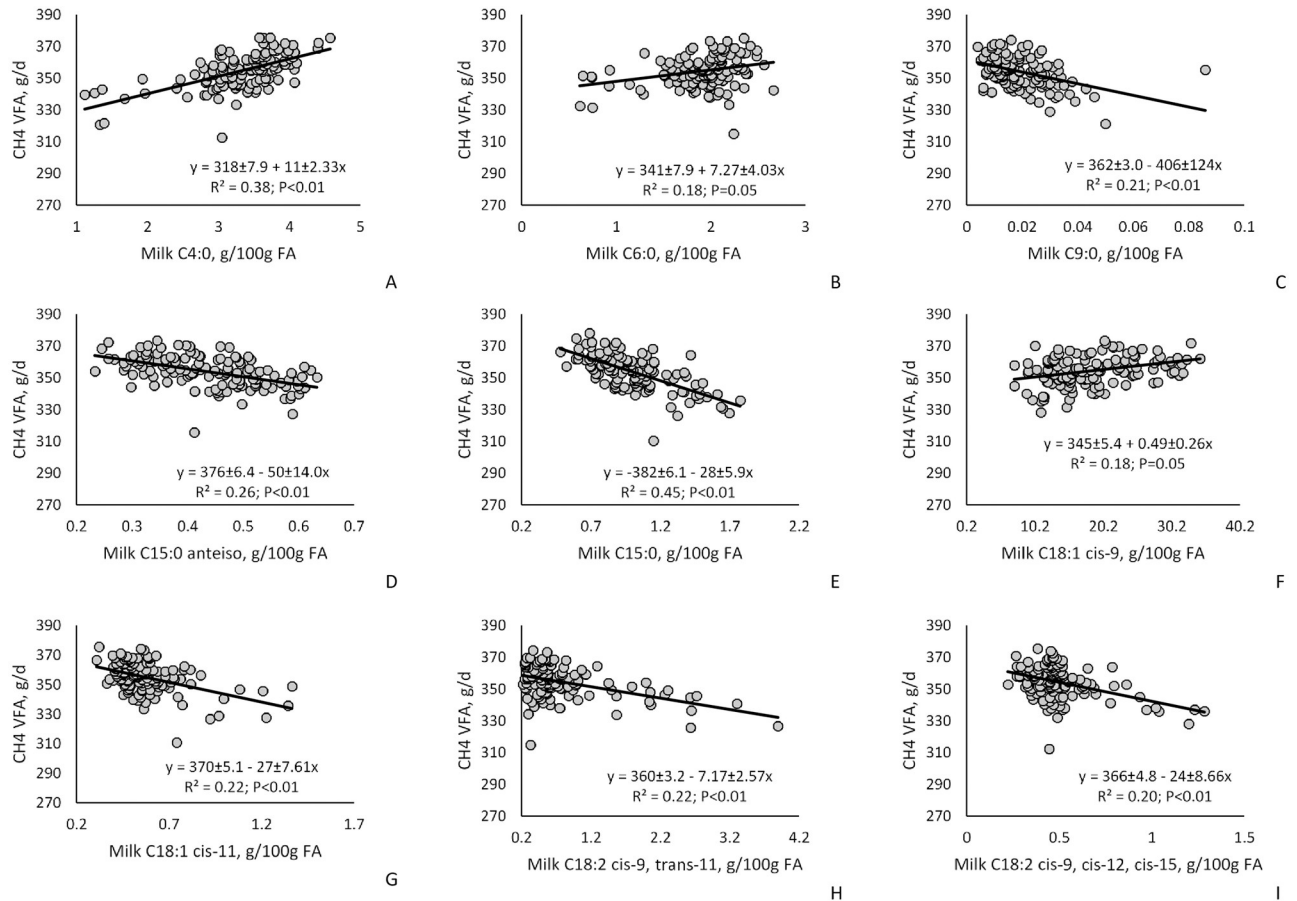 390
370
350
330
310
290
270
CH4 VFA, g/d
y = 318±7.9 + 11±2.33x
R² = 0.38; P<0.01
1 2 3 4 5
Milk C4:0, g/100g FA
A
390
370
350
330
310
290
270
CH4 VFA, g/d
y = 341±7.9 + 7.27±4.03x
R² = 0.18; P=0.05
0 1 2 3
Milk C6:0, g/100g FA
B
390
370
350
330
310
290
270
CH4 VFA, g/d
y = 362±3.0 - 406±124x
R² = 0.21; P<0.01
0 0.02 0.04 0.06 0.08 0.1
Milk C9:0, g/100g FA
C
390
370
350
330
310
290
270
CH4 VFA, g/d
y = 376±6.4 - 50±14.0x
R² = 0.26; P<0.01
0.2 0.3 0.4 0.5 0.6 0.7
Milk C15:0 anteiso, g/100g FA
D
390
370
350
330
310
290
270
CH4 VFA, g/d
y = -382±6.1 - 28±5.9x
R² = 0.45; P<0.01
0.2 0.7 1.2 1.7 2.2
Milk C15:0, g/100g FA
E
390
370
350
330
310
290
270
CH4 VFA, g/d
y = 345±5.4 + 0.49±0.26x
R² = 0.18; P=0.05
0.2 10.2 20.2 30.2 40.2
Milk C18:1 cis-9, g/100g FA
F
390
370
350
330
310
290
270
CH4 VFA, g/d
y = 370±5.1 - 27±7.61x
R² = 0.22; P<0.01
0.2 0.7 1.2 1.7
Milk C18:1 cis-11, g/100g FA
G
390
370
350
330
310
290
270
CH4 VFA, g/d
y = 360±3.2 - 7.17±2.57x
R² = 0.22; P<0.01
0.2 1.2 2.2 3.2 4.2
Milk C18:2 cis-9, trans-11, g/100g FA
H
390
370
350
330
310
290
270
CH4 VFA, g/d
y = 366±4.8 - 24±8.66x
R² = 0.20; P<0.01
0 0.5 1 1.5
Milk C18:2 cis-9, cis-12, cis-15, g/100g FA
I